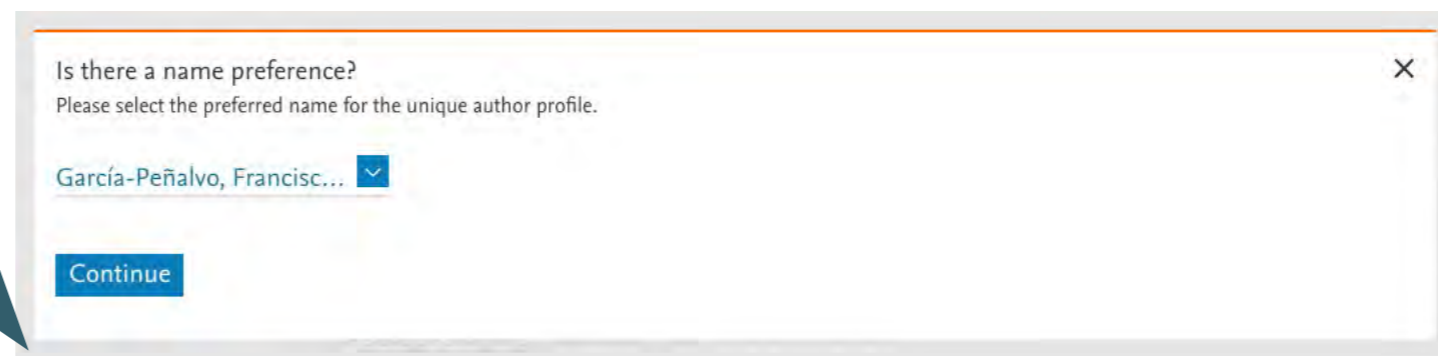 Is there a name preference?
Please select the preferred name for the unique author profile.
García-Peñalvo, Francisc...
Continue